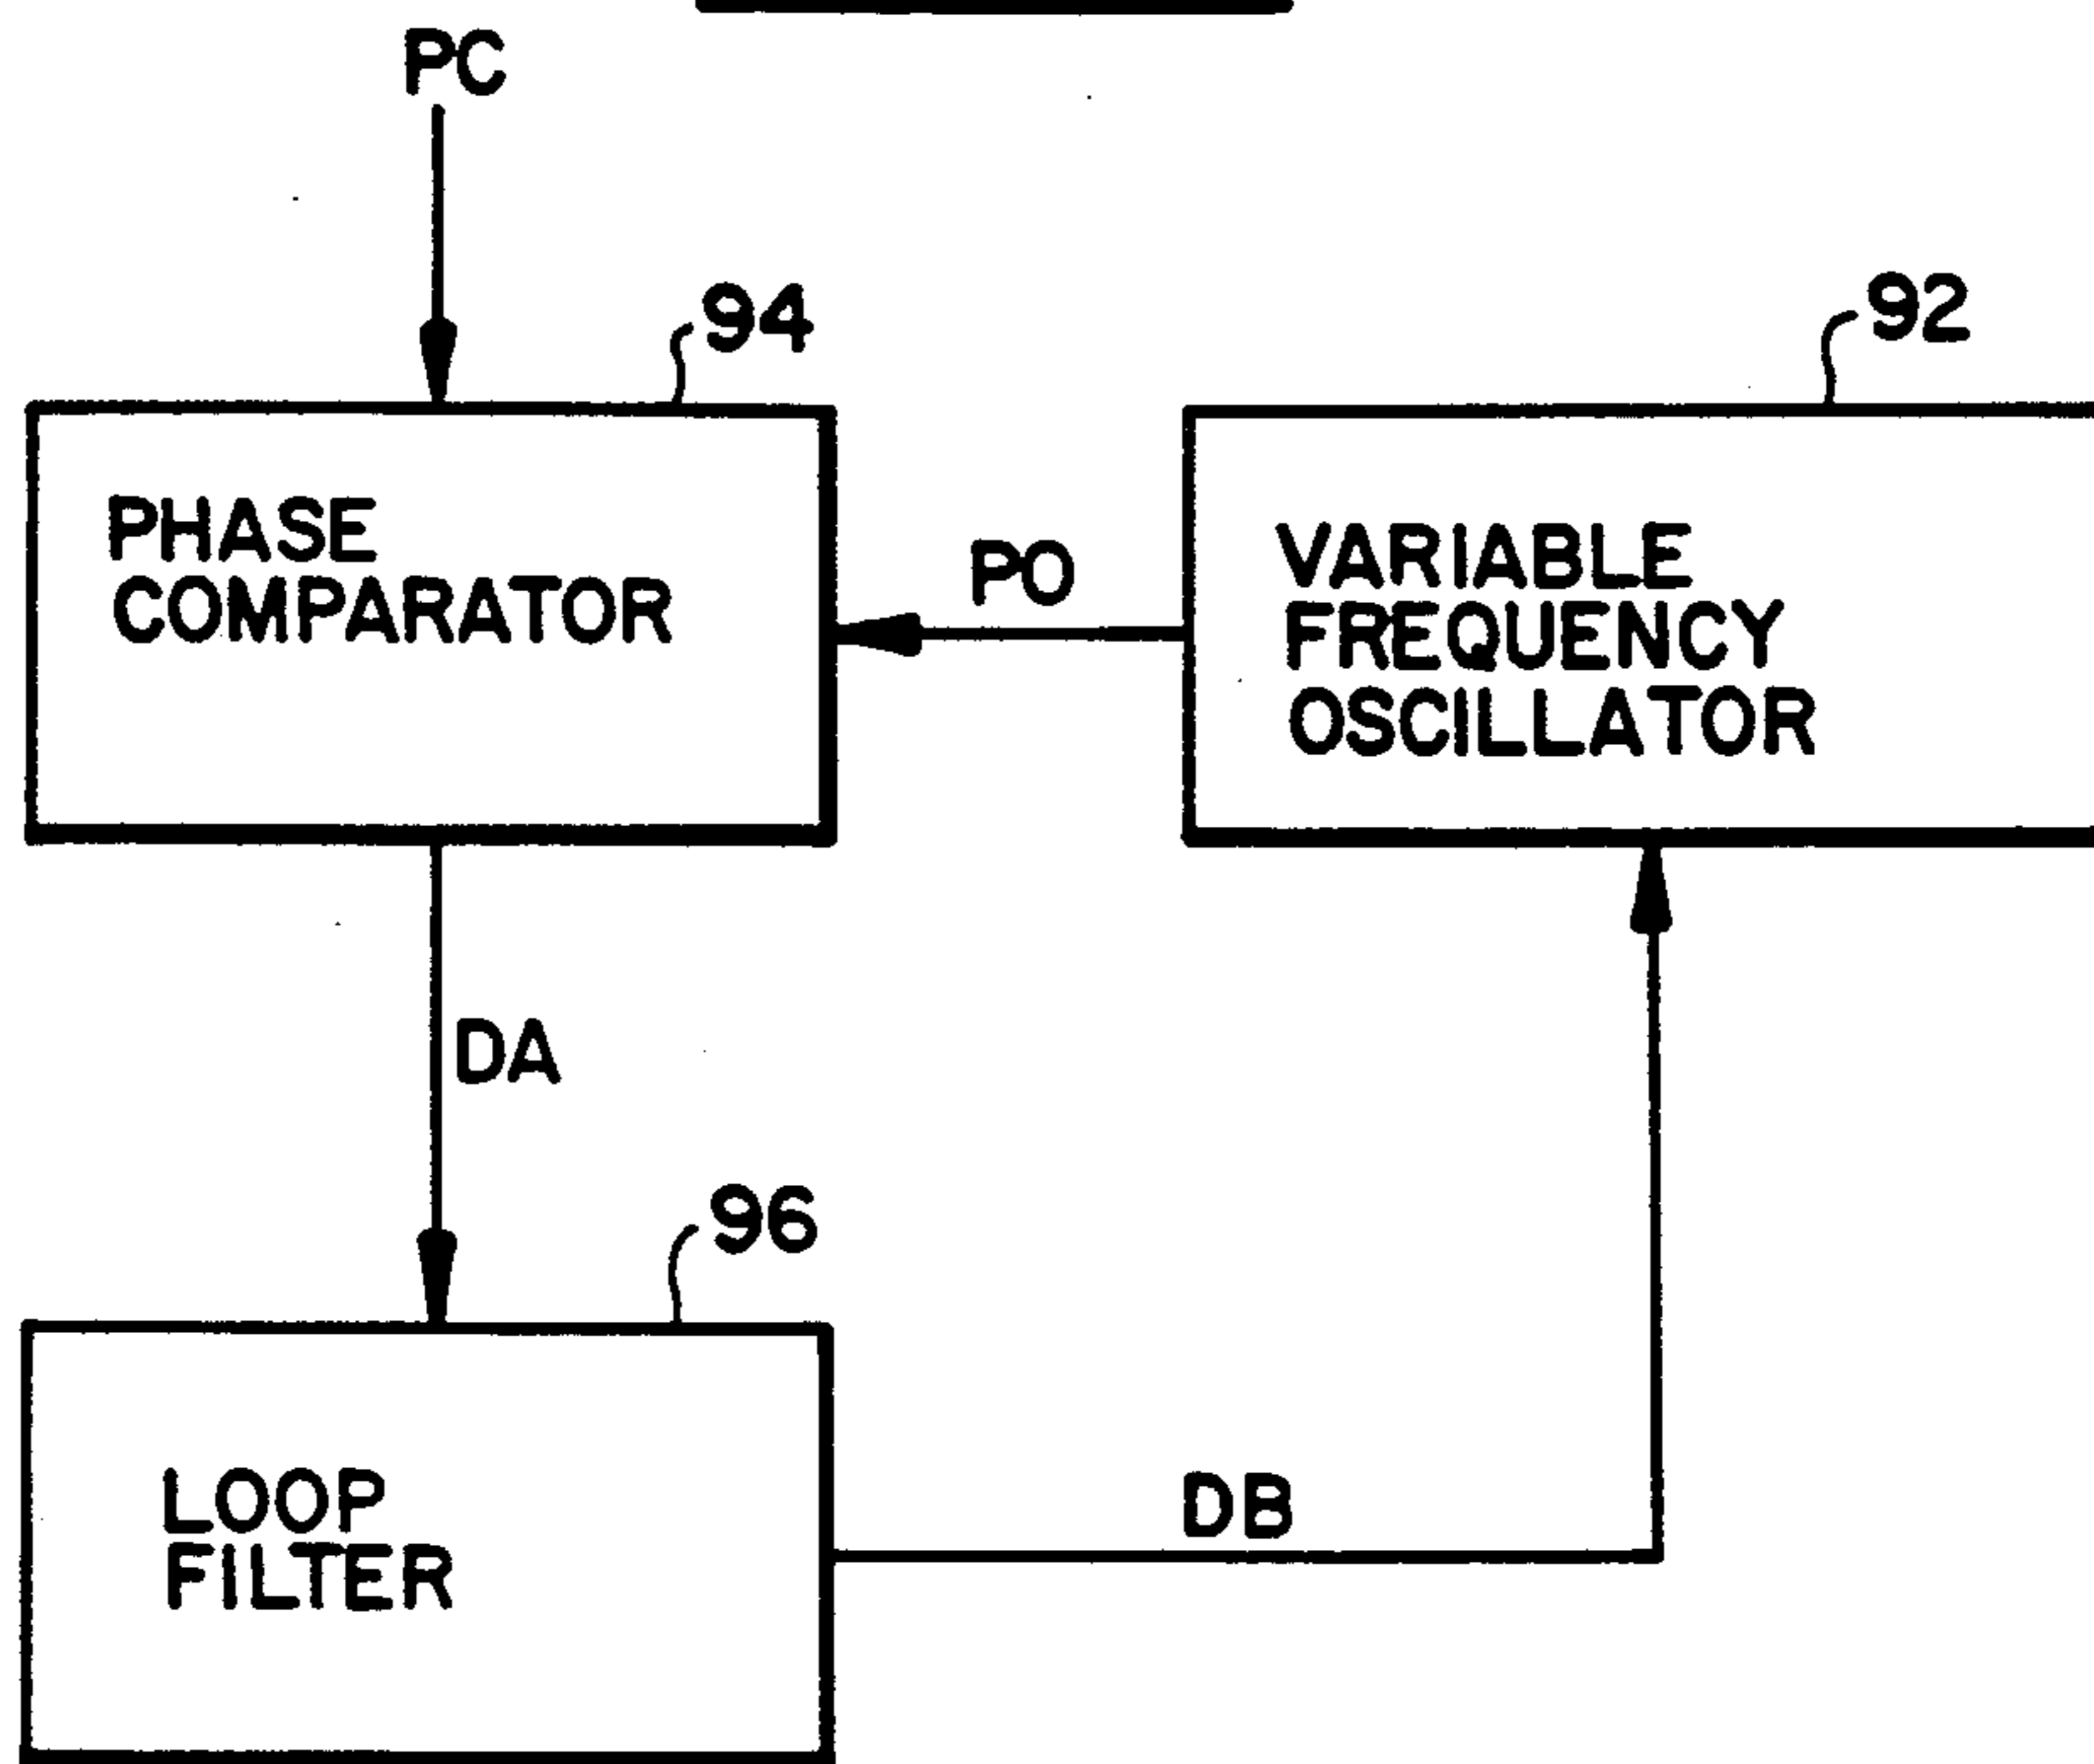 PC
94
92
PHASE
COMPARATOR
PO
VARIABLE
FREQUENCY
OSCILLATOR
DA
96
LOOP
FILTER
DB